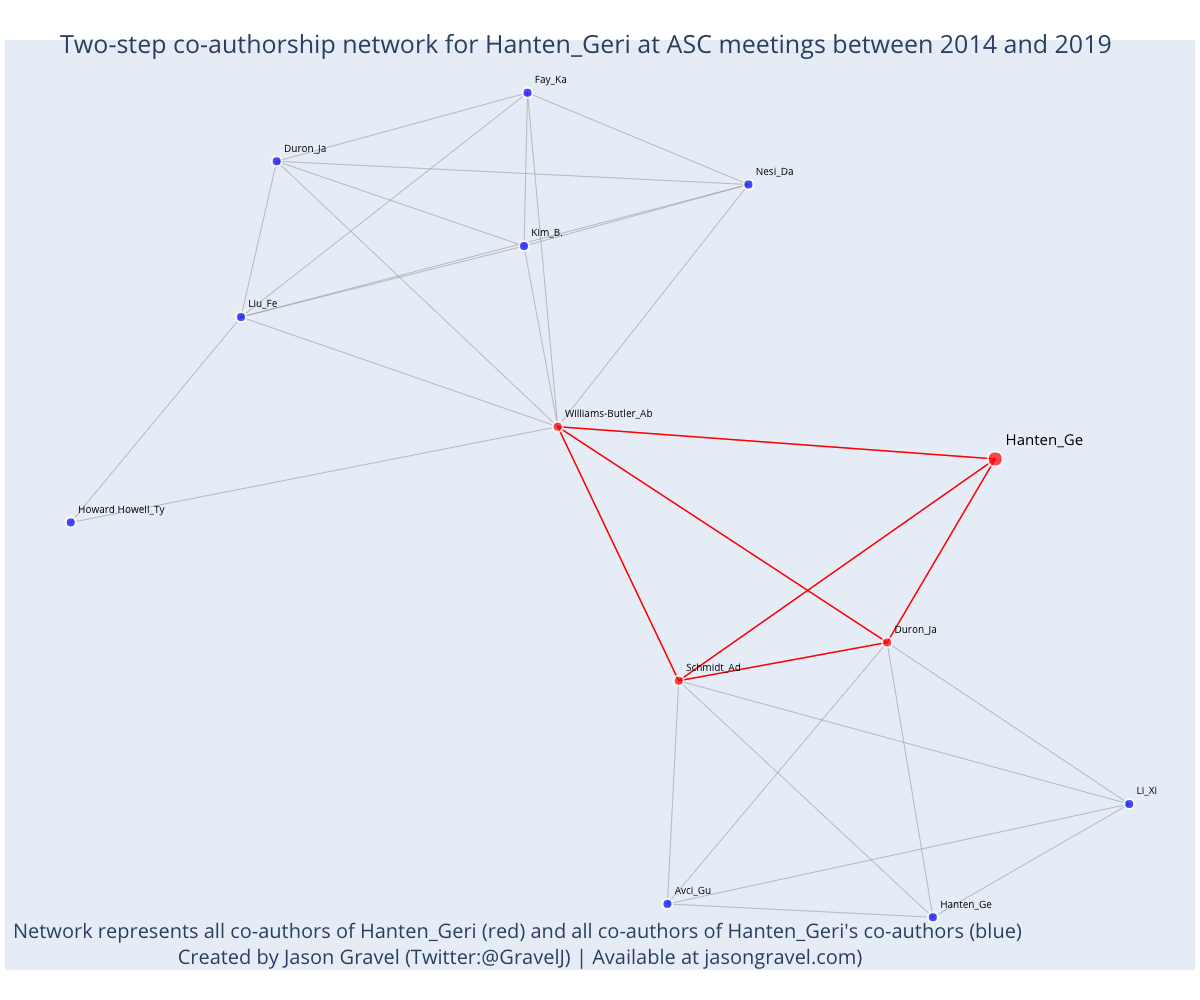 Two-step co-authorship network for Hanten_Geri at ASC meetings between 2014 and 2019
Fay_Ka
Duron_Ja
Nesi_Da
Kim_B.
Liu_Fe
Williams-Butler_Ab
Hanten_Ge
Howard Howell_Ty
Duron_Ja
Schmidt_Ad
Li_Xi
Avci_Gu
Hanten_Ge
Network represents all co-authors of Hanten_Geri (red) and all co-authors of Hanten_Geri's co-authors (blue)
Created by Jason Gravel (Twitter:@GravelJ) | Available at jasongravel.com)